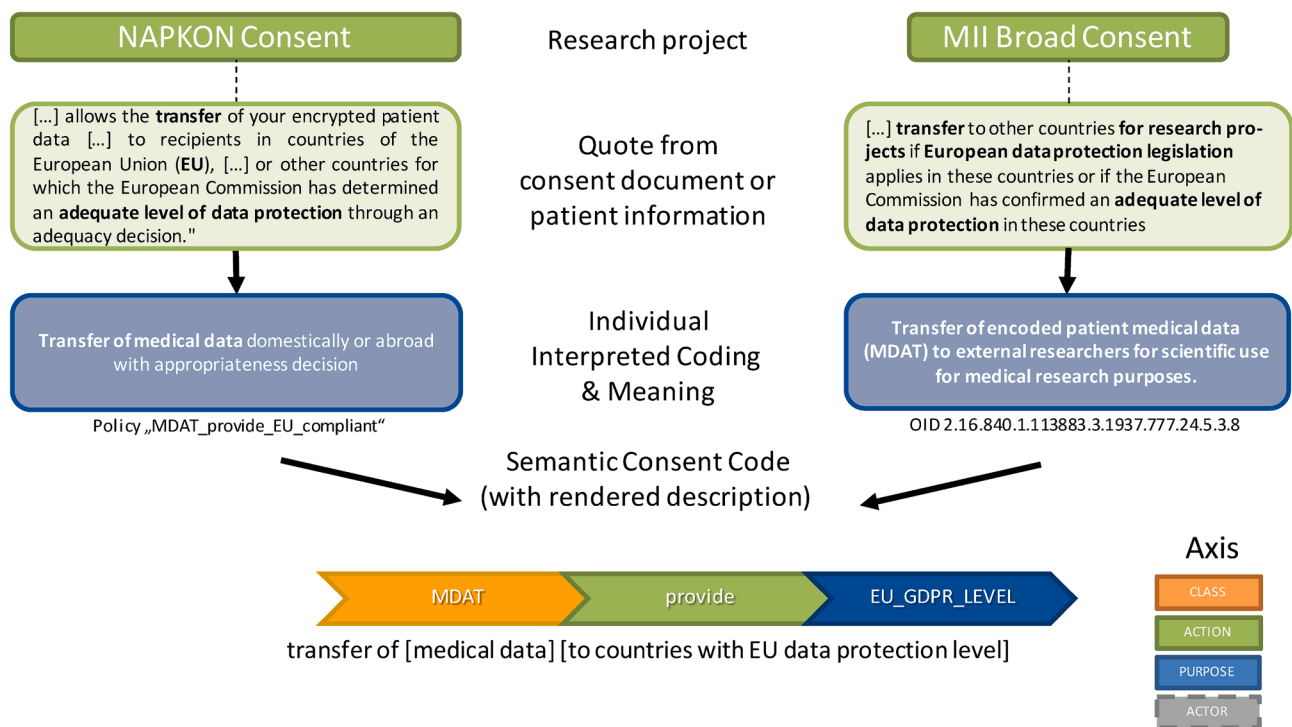 NAPKON Consent
Research project
MII Broad Consent
[...] allows the transfer of your encrypted patient
data [...] to recipients in countries of the
European Union (EU), [...] or other countries for
which the European Commission has determined
an adequate level of data protection through an
adequacy decision."
Quote from
consent document or
patient information
[...] transfer to other countries for research pro-
jects if European data protection legislation
applies in these countries or if the European
Commission has confirmed an adequate level of
data protection in these countries
Transfer of medical data domestically or abroad
with appropriateness decision
Policy „MDAT_provide_EU_compliant“
Individual
Interpreted Coding
& Meaning
Transfer of encoded patient medical data
(MDAT) to external researchers for scientific use
for medical research purposes.
OID 2.16.840.1.113883.3.1937.777.24.5.3.8
Semantic Consent Code
(with rendered description)
MDAT
provide
EU_GDPR_LEVEL
transfer of [medical data] [to countries with EU data protection level]
Axis
CLASS
ACTION
PURPOSE
ACTOR